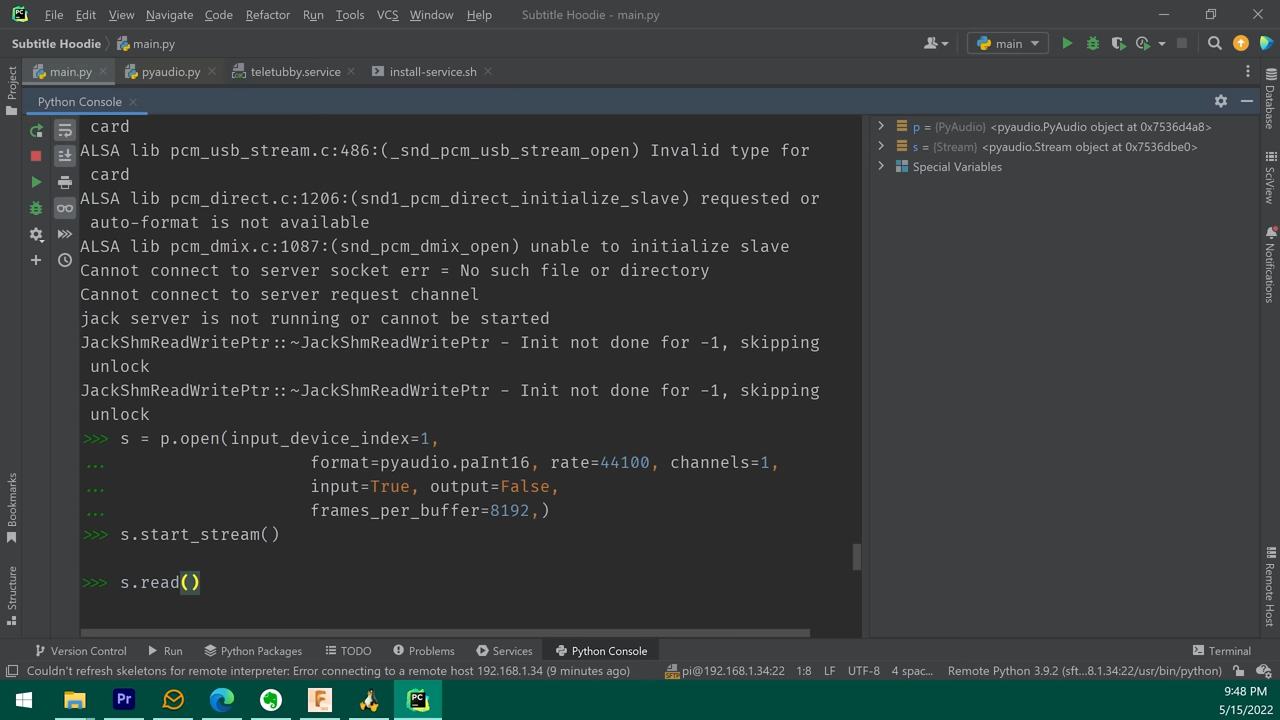 File Edit View Navigate Code Refactor Run Tools VCS Window Help Subtitle Hoodie - main.py
Subtitle Hoodie main.py main
main.py pyaudio.py teletubby.service install-service.sh
Project
Python Console
card
ALSA lib pcm_usb_stream.c:486:(_snd_pcm_usb_stream_open) Invalid type for
card
ALSA lib pcm_direct.c:1206:(snd1_pcm_direct_initialize_slave) requested or
auto-format is not available
ALSA lib pcm_dmix.c:1087:(snd_pcm_dmix_open) unable to initialize slave
Cannot connect to server socket err = No such file or directory
Cannot connect to server request channel
jack server is not running or cannot be started
JackShmReadWritePtr::~JackShmReadWritePtr - Init not done for -1, skipping
unlock
JackShmReadWritePtr::~JackShmReadWritePtr - Init not done for -1, skipping
unlock
>>> s = p.open(input_device_index=1,
... format=pyaudio.paInt16, rate=44100, channels=1,
... input=True, output=False,
... frames_per_buffer=8192,)
>>> s.start_stream()
>>> s.read()
p = {PyAudio} <pyaudio.PyAudio object at 0x7536d4a8>
s = {Stream} <pyaudio.Stream object at 0x7536dbe0>
Special Variables
Database
SciView
Notifications
Remote Host
Bookmarks
Structure
Version Control Run Python Packages TODO Problems Services Python Console Terminal
Couldn't refresh skeletons for remote interpreter: Error connecting to a remote host 192.168.1.34 (9 minutes ago) pi@192.168.1.34:22 1:8 LF UTF-8 4 spac... Remote Python 3.9.2 (sft...8.1.34:22/usr/bin/python)
9:48 PM
5/15/2022